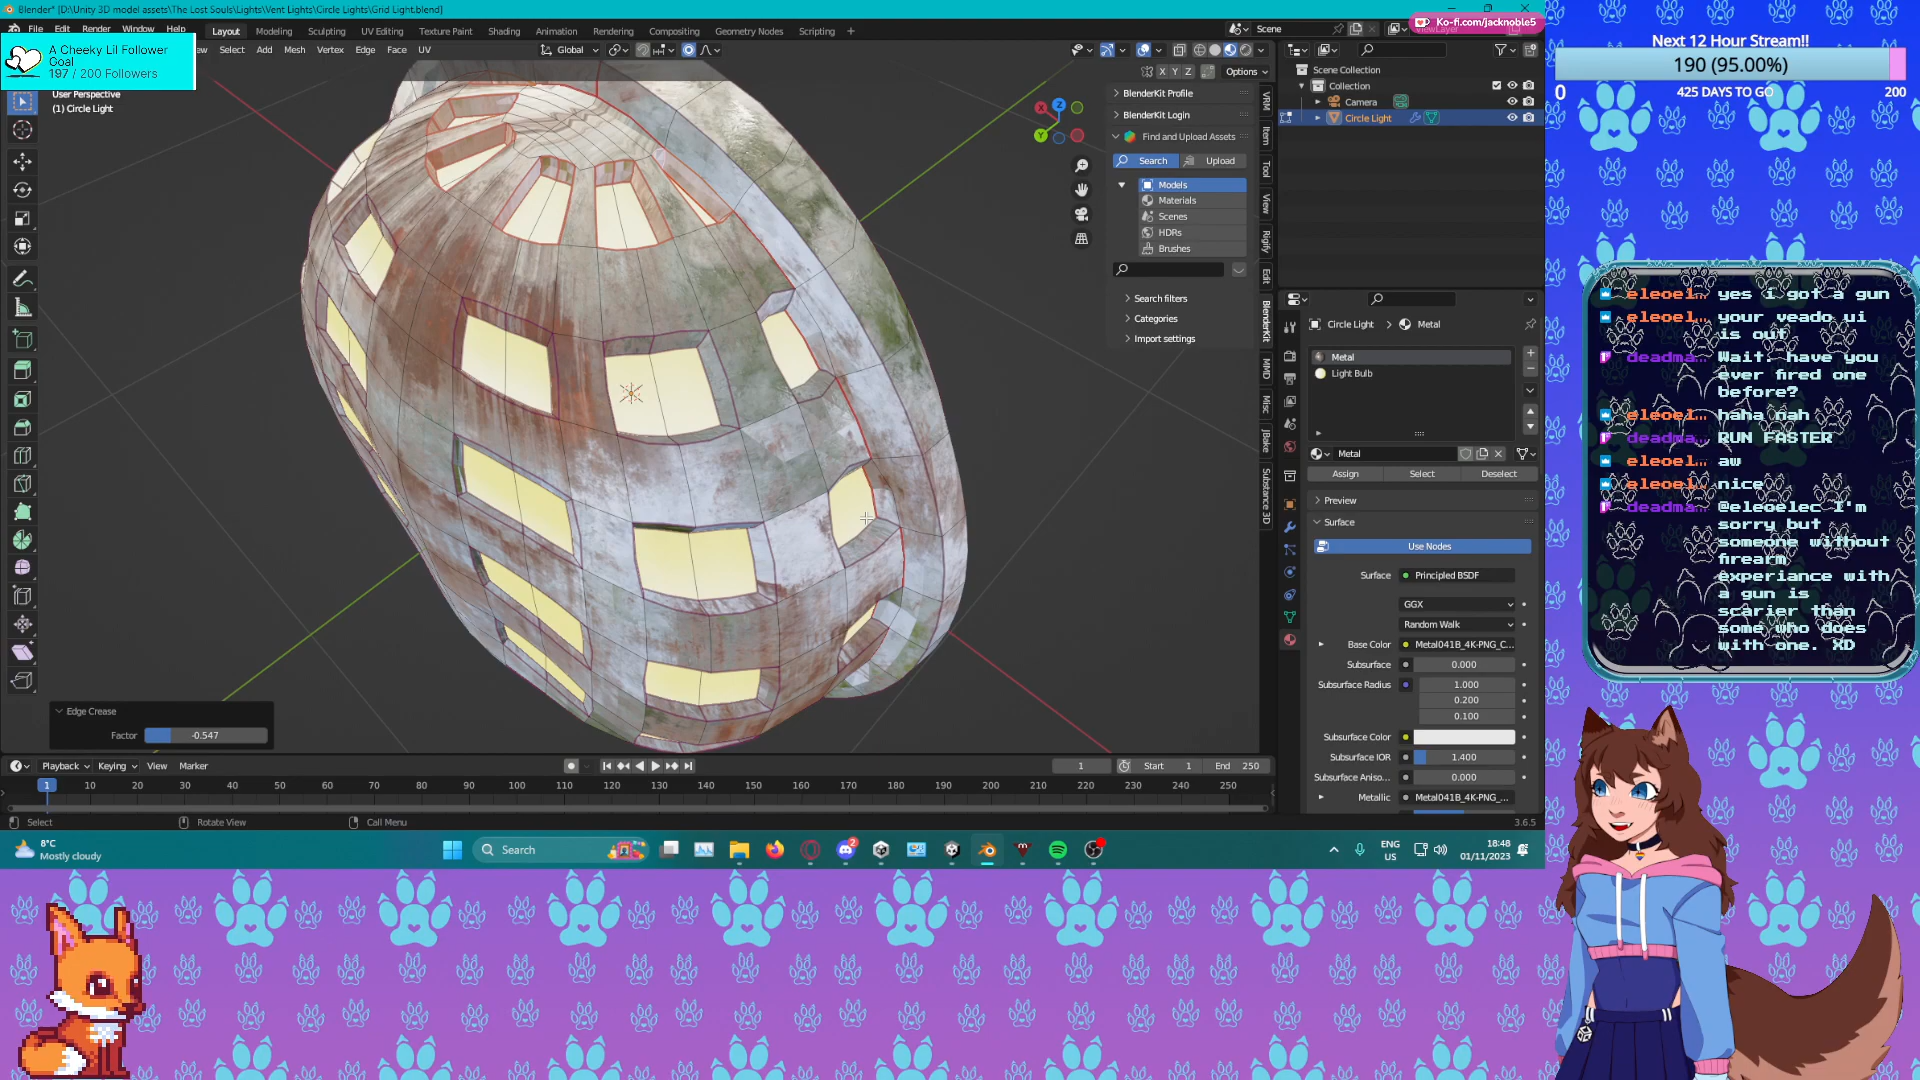 Blender* [D:\Unity 3D model assets\The Lost Souls\Lights\Vent Lights\Circle Lights\Grid Light.blend]
File Edit Render Window Help Layout Modeling Sculpting UV Editing Texture Paint Shading Animation Rendering Compositing Geometry Nodes Scripting
Scene
Ko-fi.com/jacknoble5
A Cheeky Lil Follower
Goal
197 / 200 Followers
Select Add Mesh Vertex Edge Face UV
Global
X Y Z Options
User Perspective
(1) Circle Light
BlenderKit Profile
BlenderKit Login
Find and Upload Assets
Search Upload
Models
Materials
Scenes
HDRs
Brushes
Search filters
Categories
Import settings
VRM
Item
Tool
View
Rigify
Edit
BlenderKit
MMD
Misc
JBake
Substance 3D
Scene Collection
Collection
Camera
Circle Light
Circle Light Metal
Metal
Light Bulb
Metal
Assign Select Deselect
Preview
Surface
Use Nodes
Surface Principled BSDF
GGX
Random Walk
Base Color Metal041B_4K-PNG_C...
Subsurface 0.000
Subsurface Radius 1.000
0.200
0.100
Subsurface Color
Subsurface IOR 1.400
Subsurface Aniso... 0.000
Metallic Metal041B_4K-PNG_...
Edge Crease
Factor -0.547
Playback Keying View Marker
1 Start 1 End 250
1 10 20 30 40 50 60 70 80 90 100 110 120 130 140 150 160 170 180 190 200 210 220 230 240 250
Select Rotate View Call Menu
3.6.5
8°C
Mostly cloudy
Search
ENG
US
18:48
01/11/2023
Next 12 Hour Stream!!
190 (95.00%)
0 425 DAYS TO GO 200
eleoel... yes i got a gun
eleoel... your veado ui
is out
deadma... Wait. have you
ever fired one
before?
eleoel... haha nah
deadma... RUN FASTER
eleoel... aw
eleoel... nice
deadma... @eleoelec I'm
sorry but
someone without
firearm
experiance with
a gun is
scarier than
some who does
with one. XD